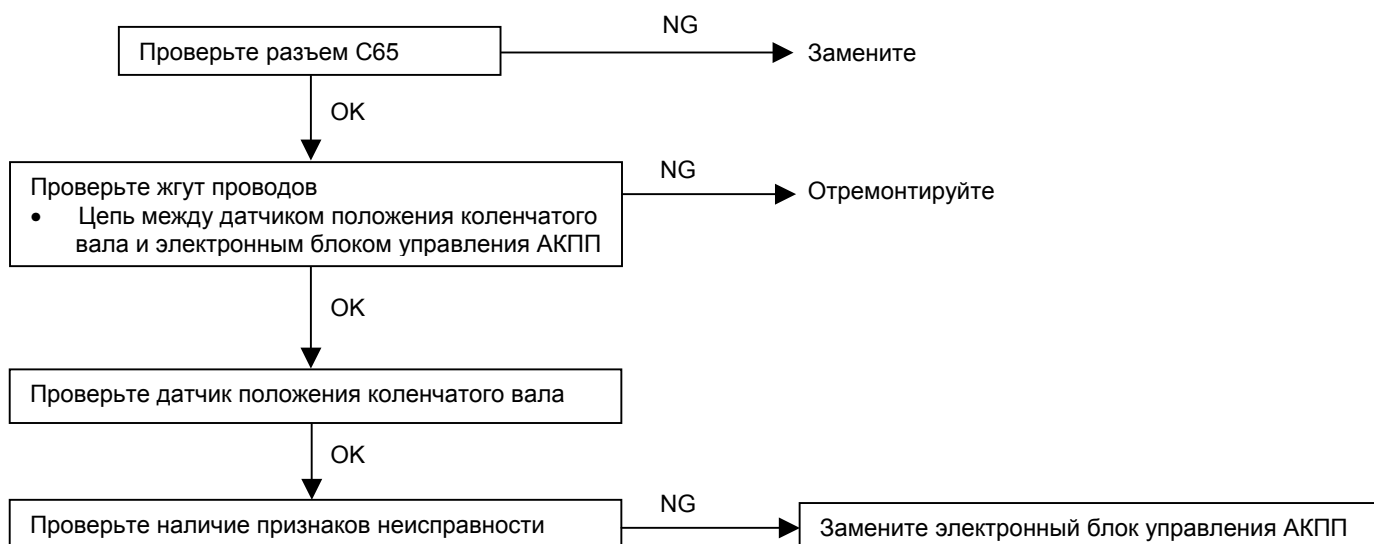 Проверьте разъем С65
NG
Замените
OK
Проверьте жгут проводов
• Цепь между датчиком положения коленчатого
вала и электронным блоком управления АКПП
NG
Отремонтируйте
OK
Проверьте датчик положения коленчатого вала
OK
Проверьте наличие признаков неисправности
NG
Замените электронный блок управления АКПП